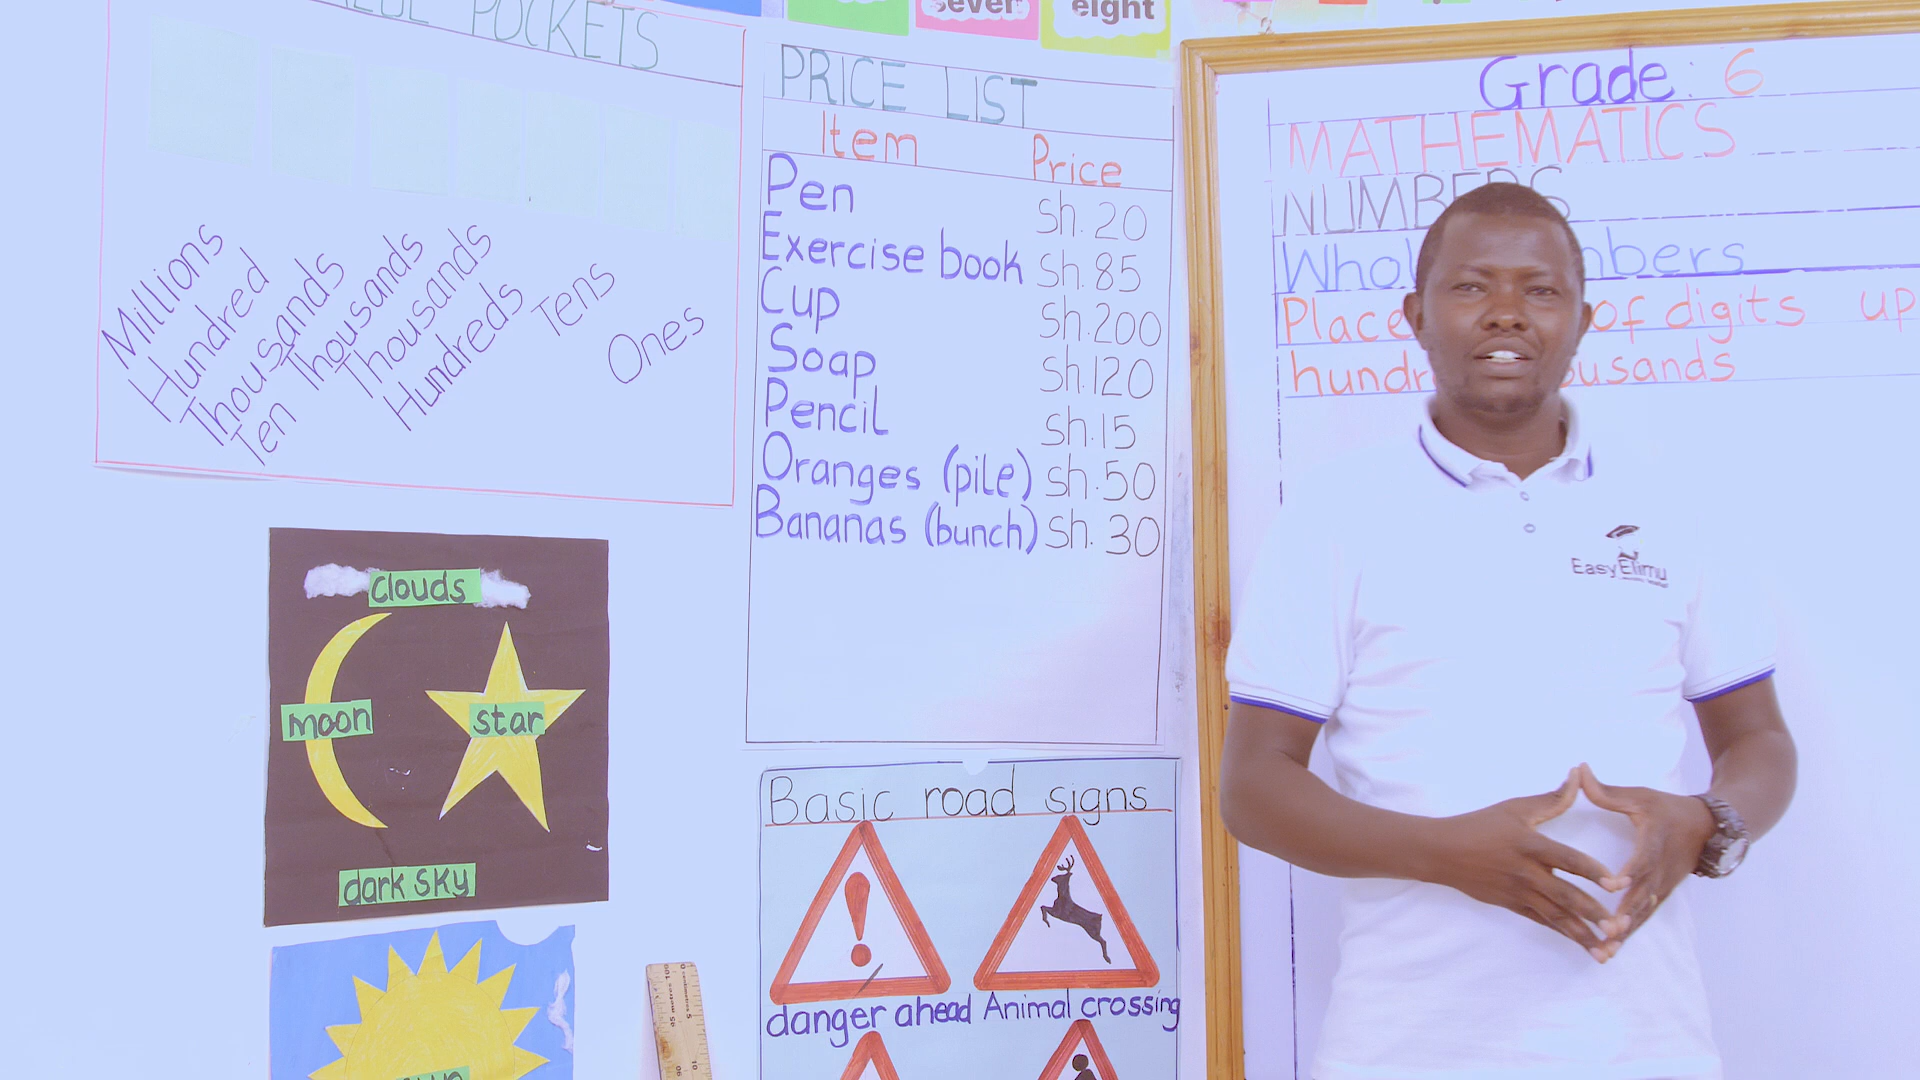 POCKETS
Millions
Hundred
Thousands
Ten Thousands
Thousands
Hundreds
Tens
Ones
seven
eight
PRICE LIST
Item Price
Pen Sh. 20
Exercise book Sh. 85
Cup Sh. 200
Soap Sh. 120
Pencil Sh. 15
Oranges (pile) Sh. 50
Bananas (bunch) Sh. 30
clouds
moon
star
dark sky
Basic road signs
danger ahead Animal crossing
Grade: 6
MATHEMATICS
of digits up
EasyElimu